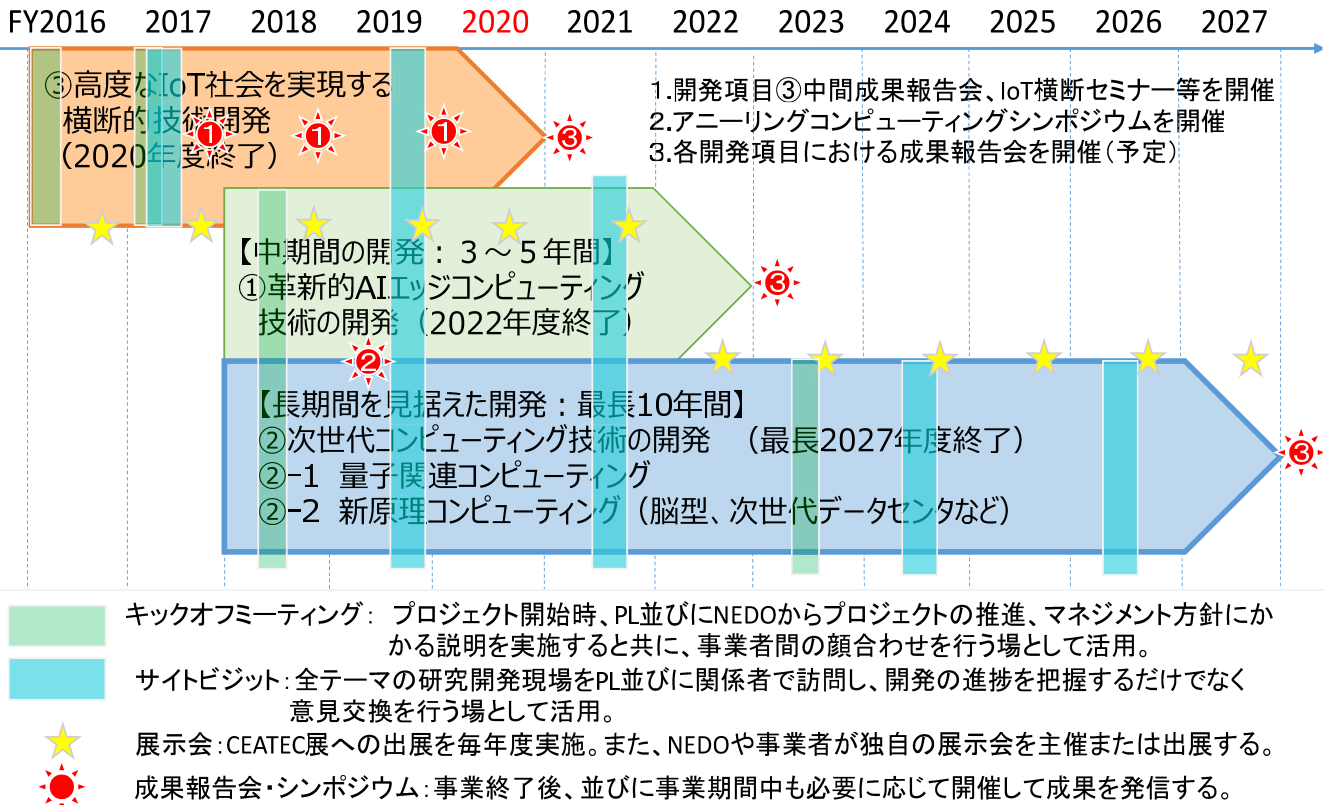 FY2016 2017 2018 2019 2020 2021 2022 2023 2024 2025 2026 2027
③高度なIoT社会を実現する
横断的技術開発
(2020年度終了)
❶ ❶ ❶ ❸
1.開発項目③中間成果報告会、IoT横断セミナー等を開催
2.アニーリングコンピューティングシンポジウムを開催
3.各開発項目における成果報告会を開催(予定)
【中期間の開発:3~5年間】
①革新的AIエッジコンピューティング
技術の開発(2022年度終了)
❸
❷
【長期間を見据えた開発:最長10年間】
②次世代コンピューティング技術の開発 (最長2027年度終了)
②-1 量子関連コンピューティング
②-2 新原理コンピューティング(脳型、次世代データセンタなど)
❸
キックオフミーティング: プロジェクト開始時、PL並びにNEDOからプロジェクトの推進、マネジメント方針にか
かる説明を実施すると共に、事業者間の顔合わせを行う場として活用。
サイトビジット:全テーマの研究開発現場をPL並びに関係者で訪問し、開発の進捗を把握するだけでなく
意見交換を行う場として活用。
展示会:CEATEC展への出展を毎年度実施。また、NEDOや事業者が独自の展示会を主催または出展する。
成果報告会・シンポジウム:事業終了後、並びに事業期間中も必要に応じて開催して成果を発信する。